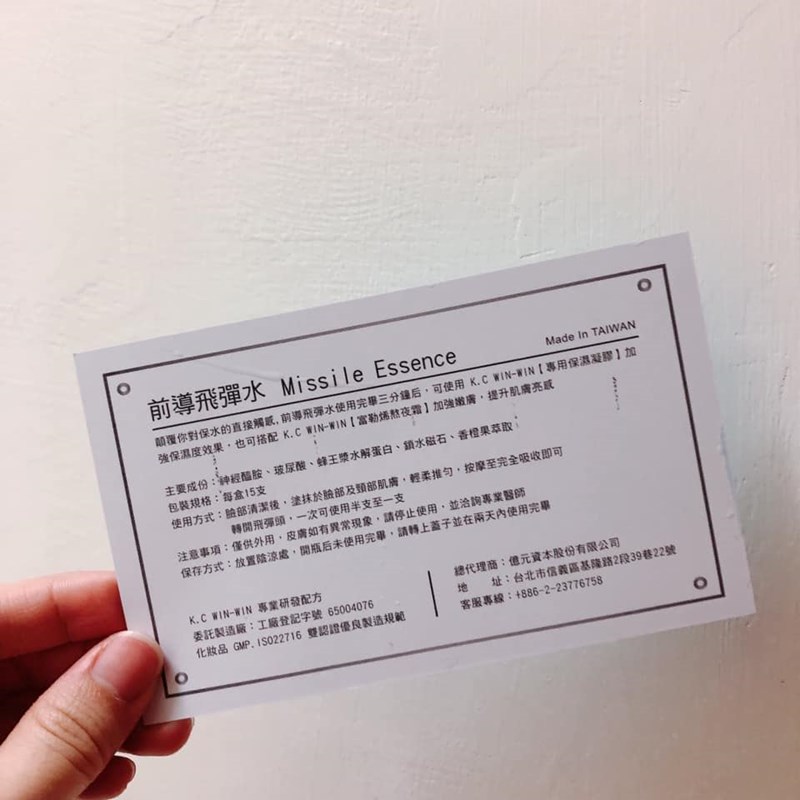 Made In TAIWAN
前導飛彈水 Missile Essence
顛覆你對保水的直接觸感,前導飛彈水使用完畢三分鐘后，可使用 K.C WIN-WIN【專用保濕凝膠】加
強保濕度效果，也可搭配 K.C WIN-WIN【富勒烯熬夜霜】加強嫩膚，提升肌膚亮感
主要成份：神經醯胺、玻尿酸、蜂王漿水解蛋白、鎖水磁石、香橙果萃取
包裝規格：每盒15支
使用方式：臉部清潔後，塗抹於臉部及頸部肌膚，輕柔推勻，按摩至完全吸收即可
轉開飛彈頭，一次可使用半支至一支
注意事項：僅供外用，皮膚如有異常現象，請停止使用，並洽詢專業醫師
保存方式：放置陰涼處，開瓶后未使用完畢，請轉上蓋子並在兩天內使用完畢
K.C WIN-WIN 專業研發配方
委託製造廠：工廠登記字號 65004076
化妝品 GMP.ISO22716 雙認證優良製造規範
總代理商：億元資本股份有限公司
地 址：台北市信義區基隆路2段39巷22號
客服專線：+886-2-23776758